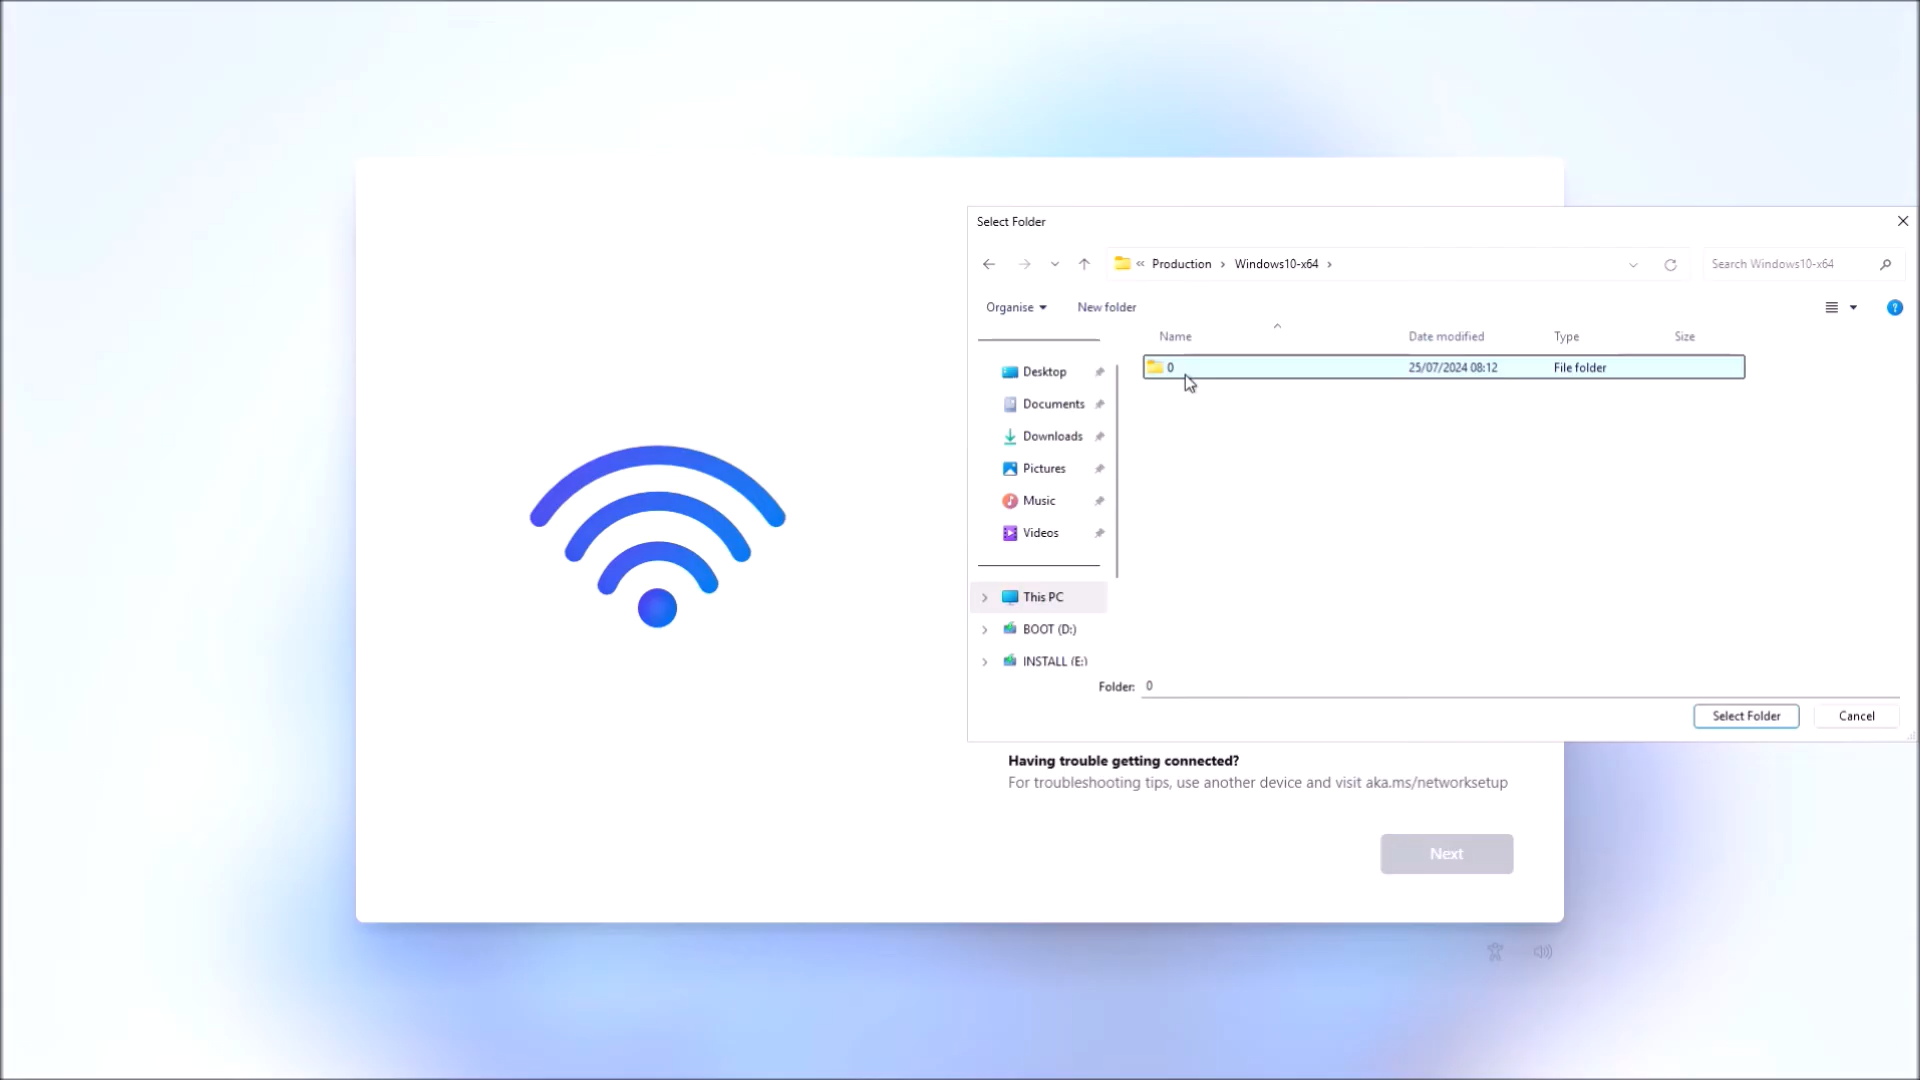 Select Folder
« Production > Windows10-x64 >
Search Windows10-x64
Organise
New folder
Name
Date modified
Type
Size
0
25/07/2024 08:12
File folder
Desktop
Documents
Downloads
Pictures
Music
Videos
This PC
BOOT (D:)
INSTALL (E:)
Folder: 0
Select Folder
Cancel
Having trouble getting connected?
For troubleshooting tips, use another device and visit aka.ms/networksetup
Next